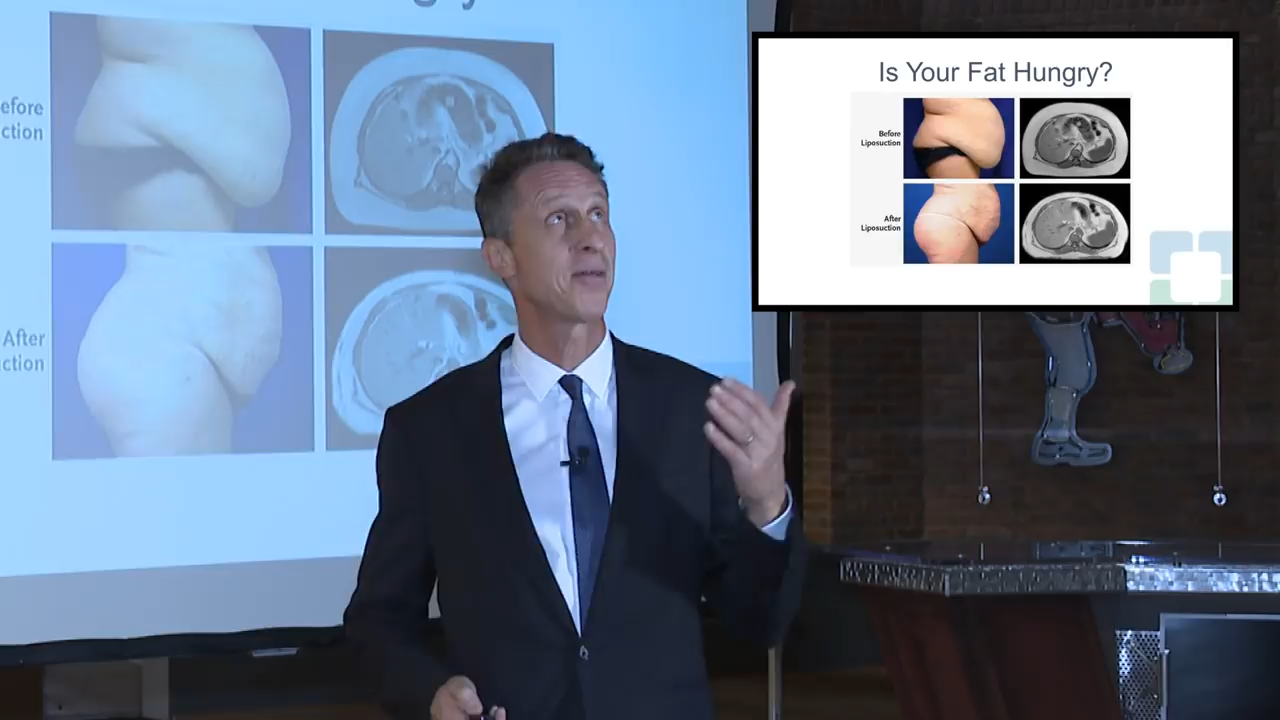 efore
ction
After
ction
Is Your Fat Hungry?
Before
Liposuction
After
Liposuction